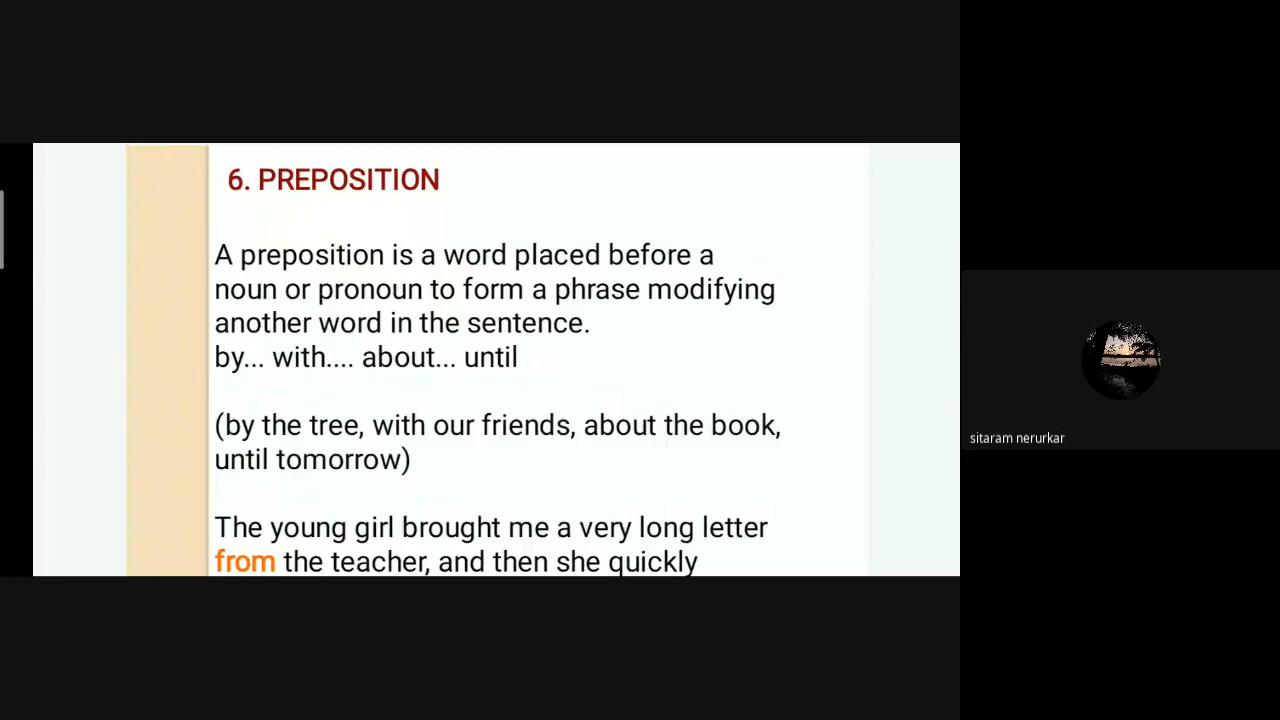 6. PREPOSITION
A preposition is a word placed before a
noun or pronoun to form a phrase modifying
another word in the sentence.
by... with.... about... until
(by the tree, with our friends, about the book,
until tomorrow)
The young girl brought me a very long letter
from the teacher, and then she quickly
sitaram nerurkar